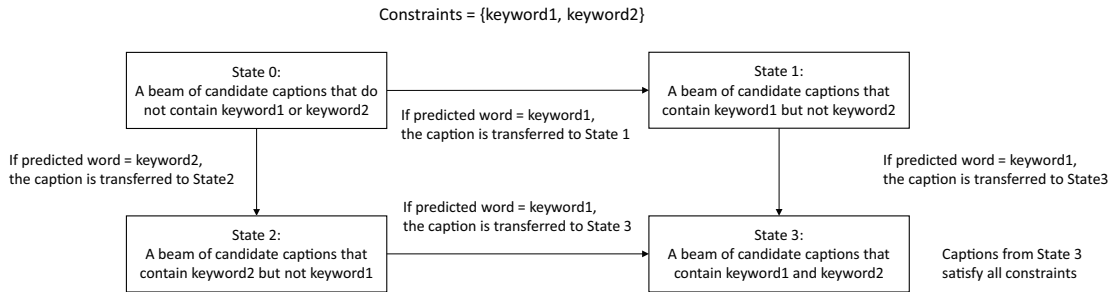 Constraints = {keyword1, keyword2}
State 0:
A beam of candidate captions that do
not contain keyword1 or keyword2
State 1:
A beam of candidate captions that
contain keyword1 but not keyword2
If predicted word = keyword1,
the caption is transferred to State 1
If predicted word = keyword2,
the caption is transferred to State2
If predicted word = keyword1,
the caption is transferred to State3
If predicted word = keyword1,
the caption is transferred to State 3
State 2:
A beam of candidate captions that
contain keyword2 but not keyword1
State 3:
A beam of candidate captions that
contain keyword1 and keyword2
Captions from State 3
satisfy all constraints